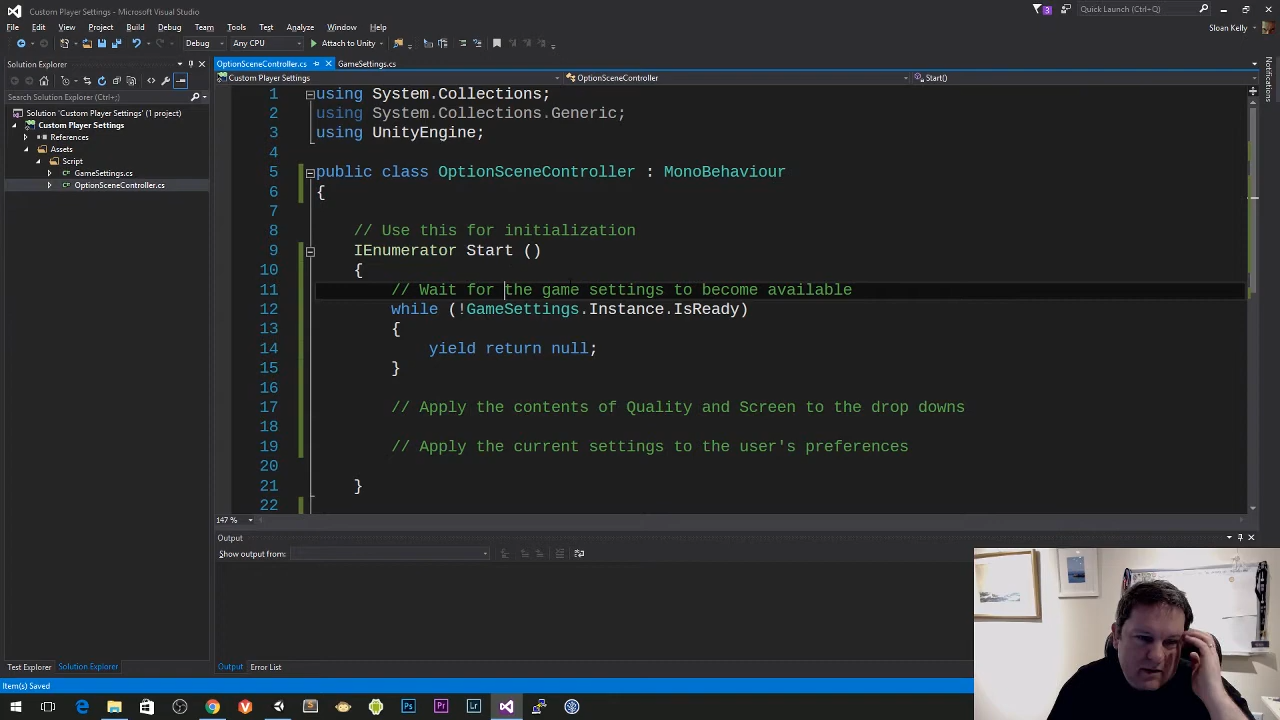 Custom Player Settings - Microsoft Visual Studio
3
Quick Launch (Ctrl+Q)
File Edit View Project Build Debug Team Tools Test Analyze Window Help
Sloan Kelly
Debug Any CPU Attach to Unity
Solution Explorer
OptionSceneController.cs GameSettings.cs
Custom Player Settings OptionSceneController Start()
Search Solution Explorer (Ctrl+;)
Solution 'Custom Player Settings' (1 project)
Custom Player Settings
References
Assets
Script
GameSettings.cs
OptionSceneController.cs
Notifications
1 using System.Collections;
2 using System.Collections.Generic;
3 using UnityEngine;
4
5 public class OptionSceneController : MonoBehaviour
6 {
7
8 // Use this for initialization
9 IEnumerator Start ()
10 {
11 // Wait for the game settings to become available
12 while (!GameSettings.Instance.IsReady)
13 {
14 yield return null;
15 }
16
17 // Apply the contents of Quality and Screen to the drop downs
18
19 // Apply the current settings to the user's preferences
20
21 }
22
147 %
Output
Show output from:
Test Explorer Solution Explorer
Output Error List
Item(s) Saved
Ps Pr Lr